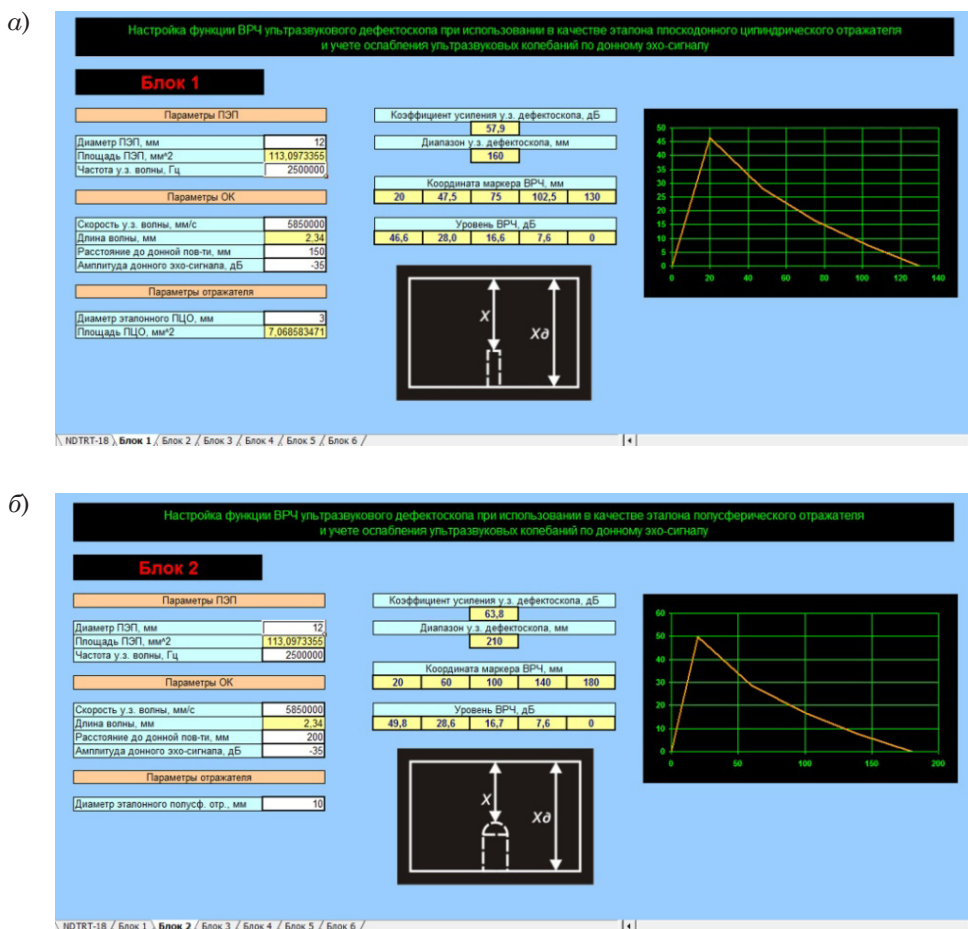 а)
Настройка функции ВРЧ ультразвукового дефектоскопа при использовании в качестве эталона плоскодонного цилиндрического отражателя
и учете ослабления ультразвуковых колебаний по донному эхо-сигналу
Блок 1
Параметры ПЭП
Диаметр ПЭП, мм 12
Площадь ПЭП, мм^2 113,0973355
Частота у.з. волны, Гц 2500000
Параметры ОК
Скорость у.з. волны, мм/с 5850000
Длина волны, мм 2,34
Расстояние до донной пов-ти, мм 150
Амплитуда донного эхо-сигнала, дБ -35
Параметры отражателя
Диаметр эталонного ПЦО, мм 3
Площадь ПЦО, мм^2 7,068583471
Коэффициент усиления у.з. дефектоскопа, дБ
57,9
Диапазон у.з. дефектоскопа, мм
160
Координата маркера ВРЧ, мм
20 47,5 75 102,5 130
Уровень ВРЧ, дБ
46,6 28,0 16,6 7,6 0
X
Xд
50
45
40
35
30
25
20
15
10
5
0
0 20 40 60 80 100 120 140
NDTRT-18 / Блок 1 / Блок 2 / Блок 3 / Блок 4 / Блок 5 / Блок 6 /
б)
Настройка функции ВРЧ ультразвукового дефектоскопа при использовании в качестве эталона полусферического отражателя
и учете ослабления ультразвуковых колебаний по донному эхо-сигналу
Блок 2
Параметры ПЭП
Диаметр ПЭП, мм 12
Площадь ПЭП, мм^2 113,0973355
Частота у.з. волны, Гц 2500000
Параметры ОК
Скорость у.з. волны, мм/с 5850000
Длина волны, мм 2,34
Расстояние до донной пов-ти, мм 200
Амплитуда донного эхо-сигнала, дБ -35
Параметры отражателя
Диаметр эталонного полусф. отр., мм 10
Коэффициент усиления у.з. дефектоскопа, дБ
63,8
Диапазон у.з. дефектоскопа, мм
210
Координата маркера ВРЧ, мм
20 60 100 140 180
Уровень ВРЧ, дБ
49,8 28,6 16,7 7,6 0
X
Xд
60
50
40
30
20
10
0
0 50 100 150 200
NDTRT-18 / Блок 1 / Блок 2 / Блок 3 / Блок 4 / Блок 5 / Блок 6 /